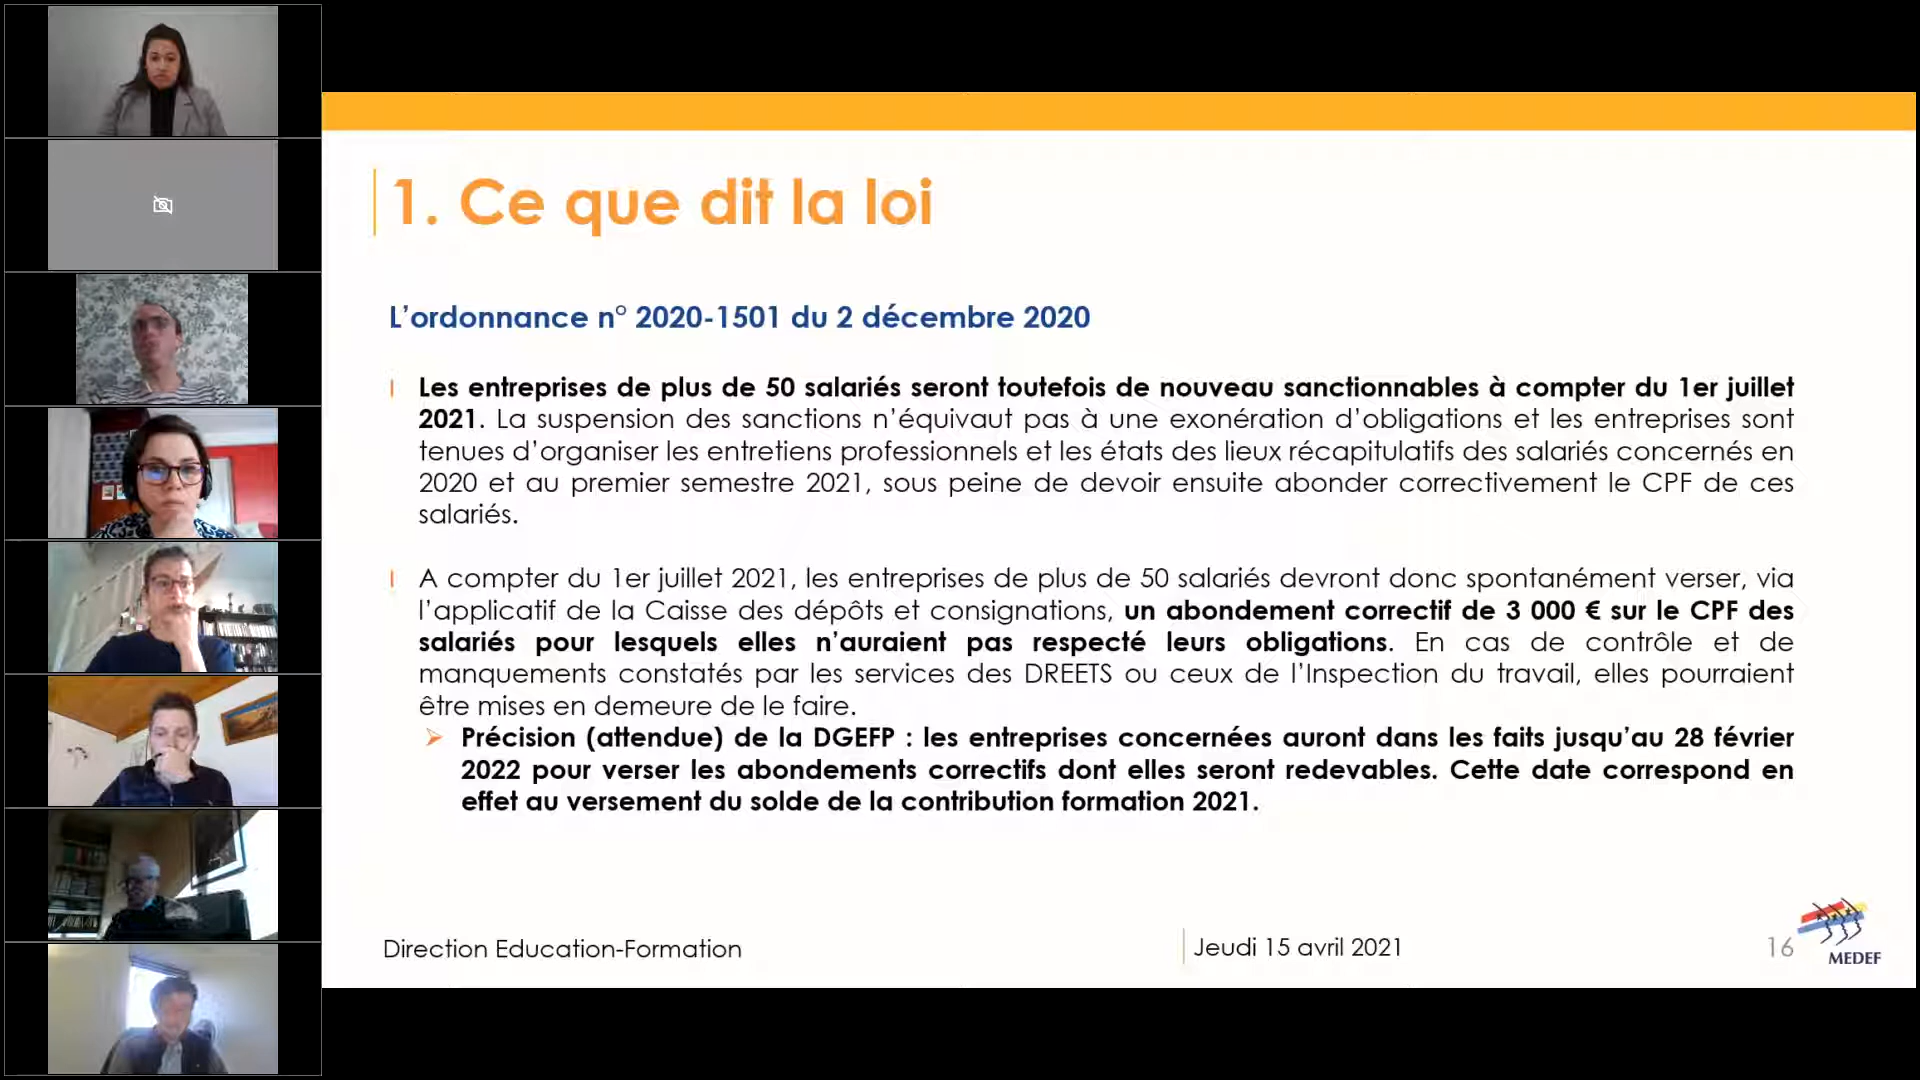 1. Ce que dit la loi
L’ordonnance n° 2020-1501 du 2 décembre 2020
Les entreprises de plus de 50 salariés seront toutefois de nouveau sanctionnables à compter du 1er juillet
2021. La suspension des sanctions n’équivaut pas à une exonération d’obligations et les entreprises sont
tenues d’organiser les entretiens professionnels et les états des lieux récapitulatifs des salariés concernés en
2020 et au premier semestre 2021, sous peine de devoir ensuite abonder correctivement le CPF de ces
salariés.
A compter du 1er juillet 2021, les entreprises de plus de 50 salariés devront donc spontanément verser, via
l’applicatif de la Caisse des dépôts et consignations, un abondement correctif de 3 000 € sur le CPF des
salariés pour lesquels elles n’auraient pas respecté leurs obligations. En cas de contrôle et de
manquements constatés par les services des DREETS ou ceux de l’Inspection du travail, elles pourraient
être mises en demeure de le faire.
Précision (attendue) de la DGEFP : les entreprises concernées auront dans les faits jusqu’au 28 février
2022 pour verser les abondements correctifs dont elles seront redevables. Cette date correspond en
effet au versement du solde de la contribution formation 2021.
Direction Education-Formation
Jeudi 15 avril 2021
16
MEDEF